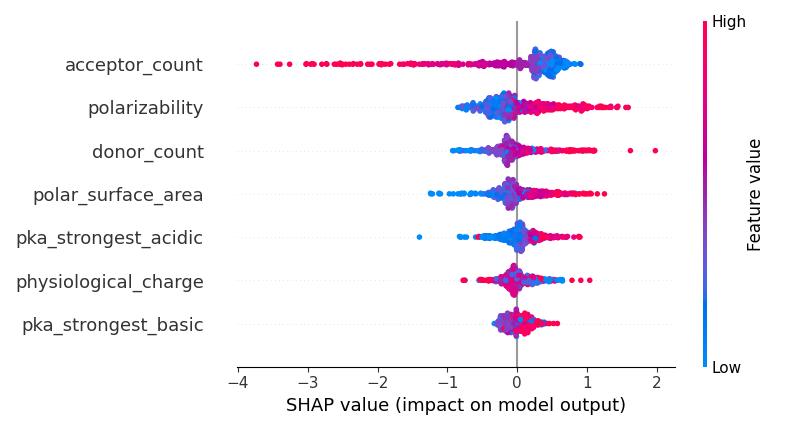 High
acceptor_count
polarizability
donor_count
polar_surface_area
pka_strongest_acidic
physiological_charge
pka_strongest_basic
Feature value
Low
−4 −3 −2 −1 0 1 2
SHAP value (impact on model output)